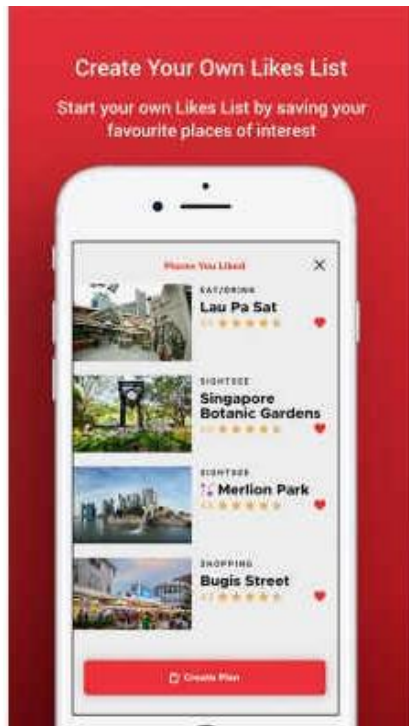 Create Your Own Likes List
Start your own Likes List by saving your
favourite places of interest
Places You Liked
EAT/DRINK
Lau Pa Sat
SIGHTSEE
Singapore
Botanic Gardens
SIGHTSEE
Merlion Park
SHOPPING
Bugis Street
Create Plan